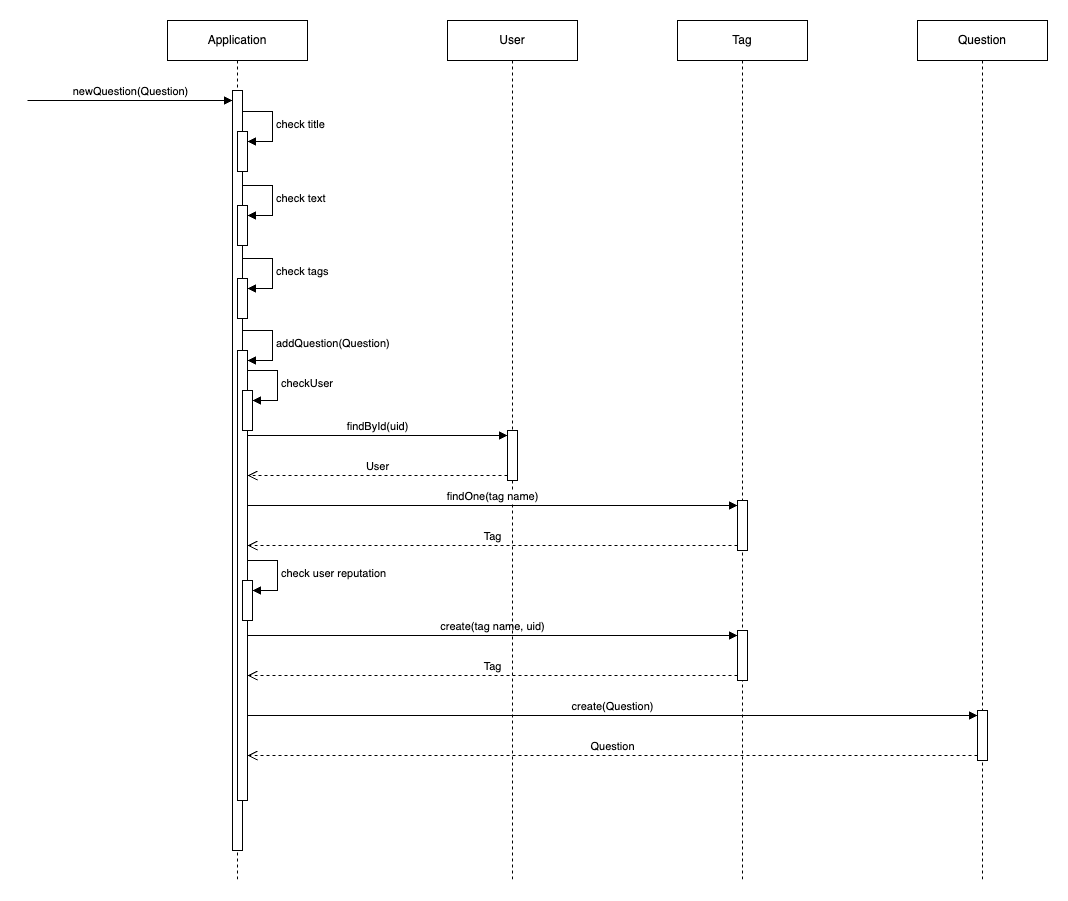 Application
User
Tag
Question
newQuestion(Question)
check title
check text
check tags
addQuestion(Question)
checkUser
findById(uid)
User
findOne(tag name)
Tag
check user reputation
create(tag name, uid)
Tag
create(Question)
Question